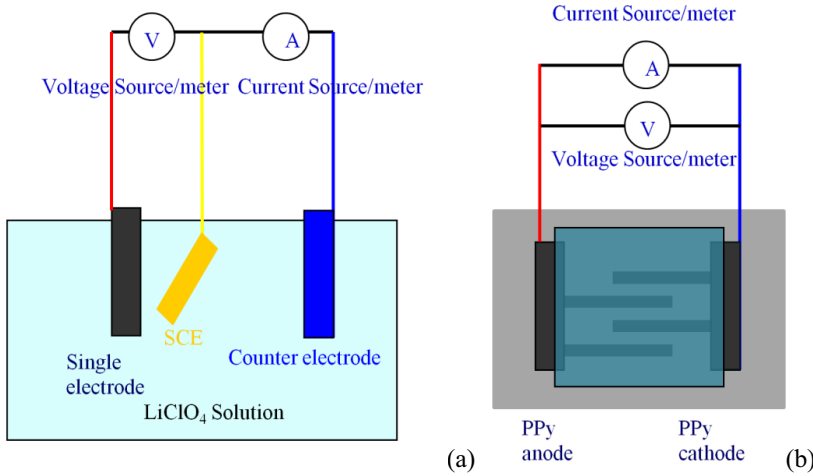 V
A
Voltage Source/meter
Current Source/meter
SCE
Single
electrode
Counter electrode
LiClO₄ Solution
(a)
Current Source/meter
A
V
Voltage Source/meter
PPy
anode
PPy
cathode
(b)